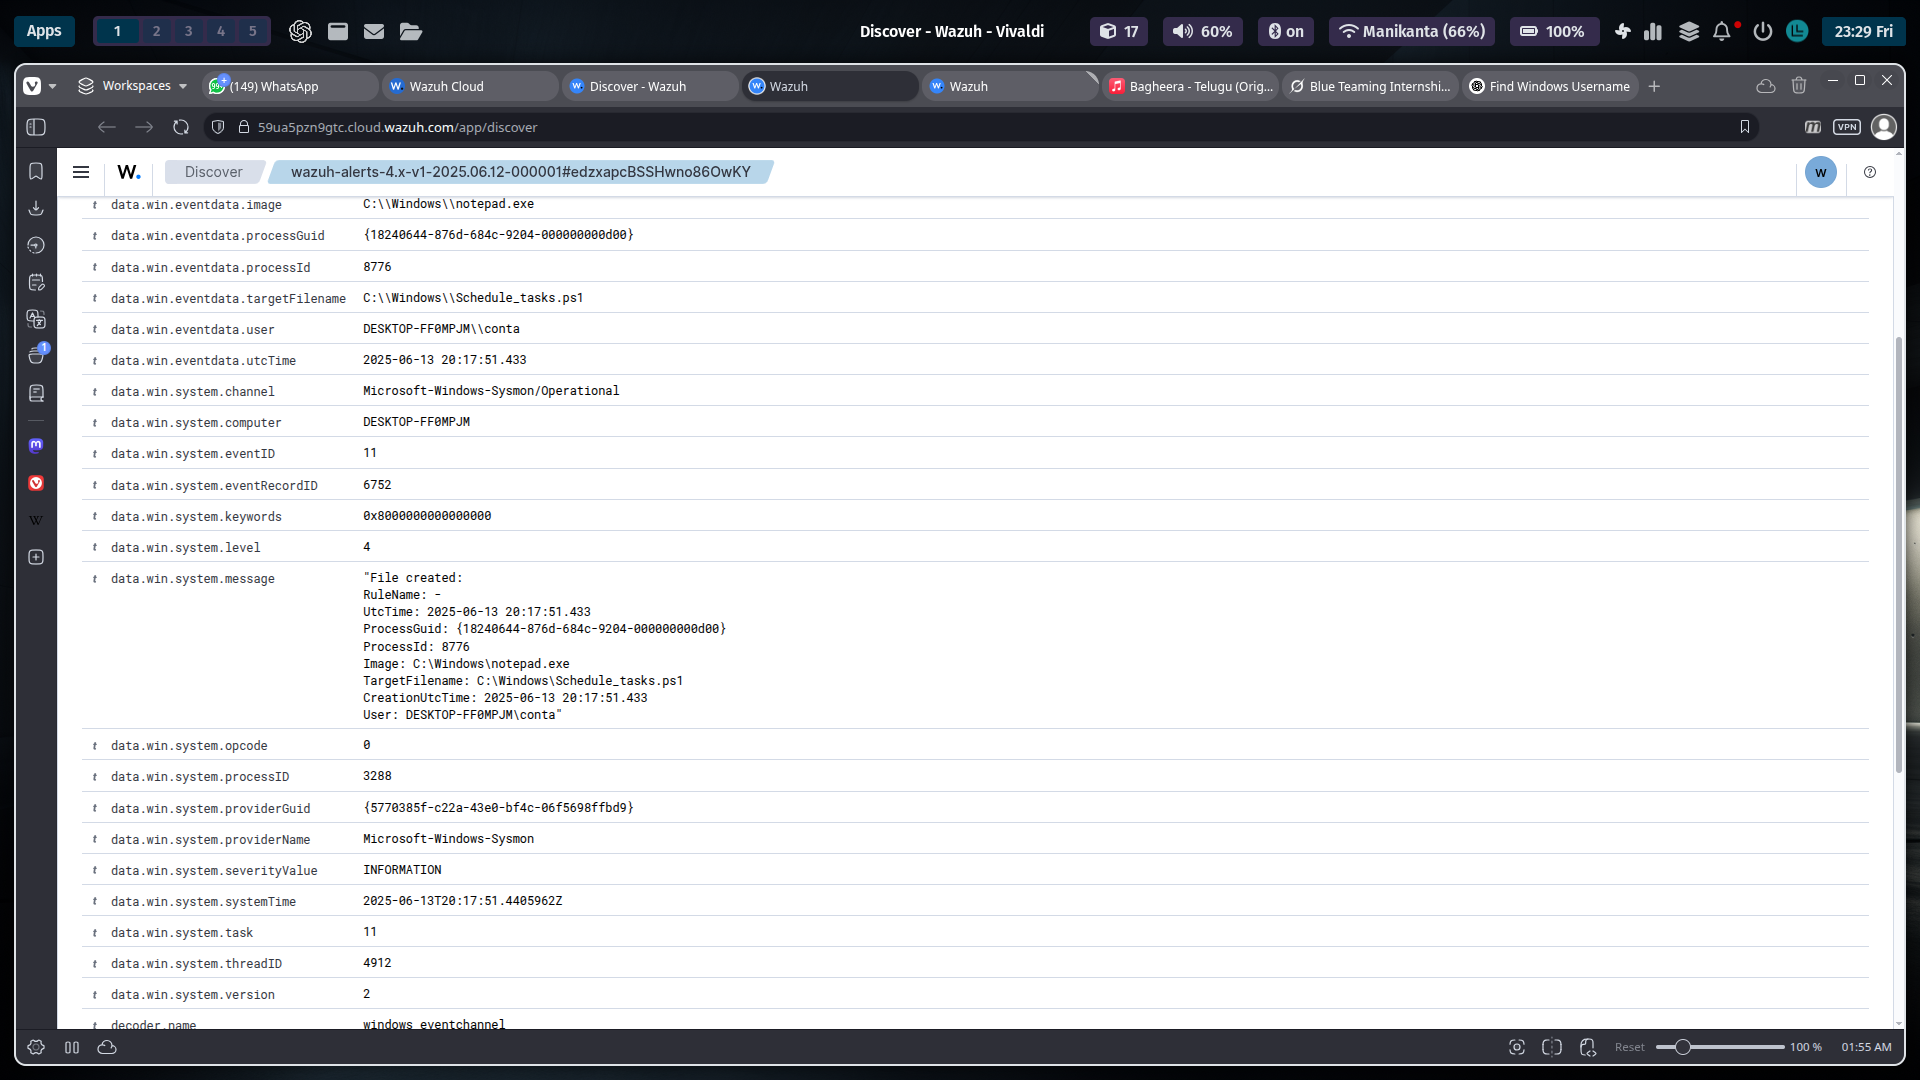 Apps
1 2 3 4 5
Discover - Wazuh - Vivaldi
17
60%
on
Manikanta (66%)
100%
23:29 Fri
Workspaces
(149) WhatsApp
Wazuh Cloud
Discover - Wazuh
Wazuh
Wazuh
Bagheera - Telugu (Orig...
Blue Teaming Internshi...
Find Windows Username
59ua5pzn9gtc.cloud.wazuh.com/app/discover
VPN
W.
Discover
wazuh-alerts-4.x-v1-2025.06.12-000001#edzxapcBSSHwno86OwKY
W
t data.win.eventdata.image C:\\Windows\\notepad.exe
t data.win.eventdata.processGuid {18240644-876d-684c-9204-000000000d00}
t data.win.eventdata.processId 8776
t data.win.eventdata.targetFilename C:\\Windows\\Schedule_tasks.ps1
t data.win.eventdata.user DESKTOP-FF0MPJM\\conta
t data.win.eventdata.utcTime 2025-06-13 20:17:51.433
t data.win.system.channel Microsoft-Windows-Sysmon/Operational
t data.win.system.computer DESKTOP-FF0MPJM
t data.win.system.eventID 11
t data.win.system.eventRecordID 6752
t data.win.system.keywords 0x8000000000000000
t data.win.system.level 4
t data.win.system.message "File created:
RuleName: -
UtcTime: 2025-06-13 20:17:51.433
ProcessGuid: {18240644-876d-684c-9204-000000000d00}
ProcessId: 8776
Image: C:\Windows\notepad.exe
TargetFilename: C:\Windows\Schedule_tasks.ps1
CreationUtcTime: 2025-06-13 20:17:51.433
User: DESKTOP-FF0MPJM\conta"
t data.win.system.opcode 0
t data.win.system.processID 3288
t data.win.system.providerGuid {5770385f-c22a-43e0-bf4c-06f5698ffbd9}
t data.win.system.providerName Microsoft-Windows-Sysmon
t data.win.system.severityValue INFORMATION
t data.win.system.systemTime 2025-06-13T20:17:51.4405962Z
t data.win.system.task 11
t data.win.system.threadID 4912
t data.win.system.version 2
t decoder.name windows_eventchannel
1
W
Reset
100 %
01:55 AM